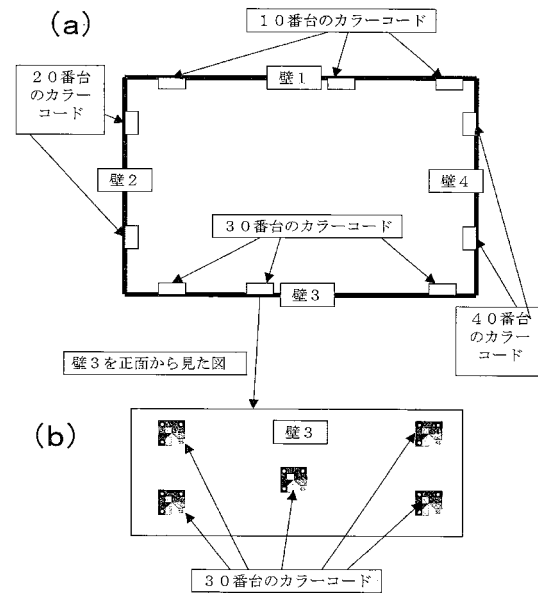 (a)
１０番台のカラーコード
２０番台
のカラー
コード
壁１
壁２
壁４
３０番台のカラーコード
壁３
４０番台
のカラー
コード
壁３を正面から見た図
(b)
壁３
３０番台のカラーコード